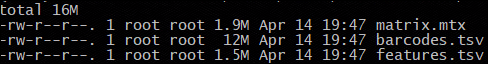 total 16M
-rw-r--r--. 1 root root 1.9M Apr 14 19:47 matrix.mtx
-rw-r--r--. 1 root root  12M Apr 14 19:47 barcodes.tsv
-rw-r--r--. 1 root root 1.5M Apr 14 19:47 features.tsv